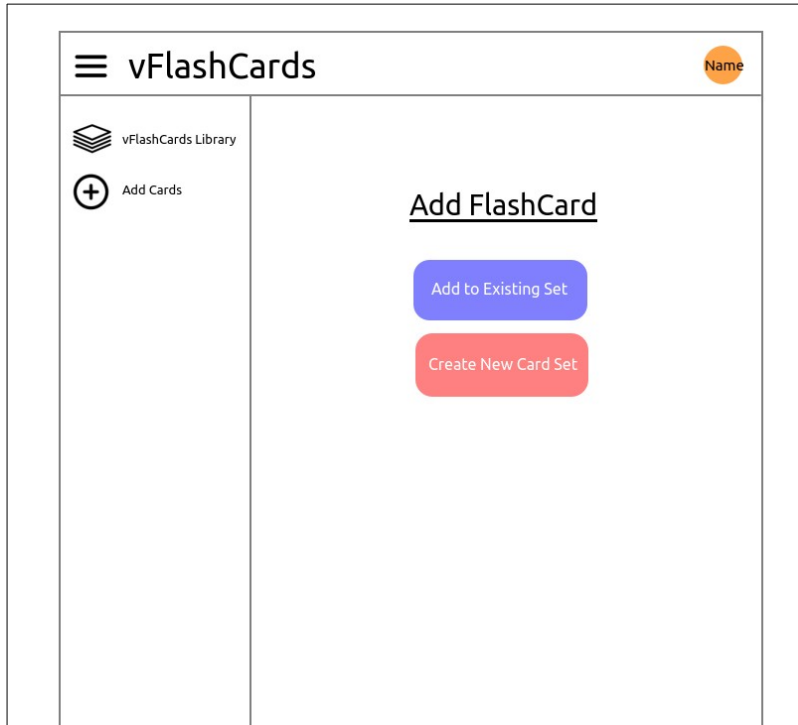 vFlashCards
Name
vFlashCards Library
Add Cards
Add FlashCard
Add to Existing Set
Create New Card Set